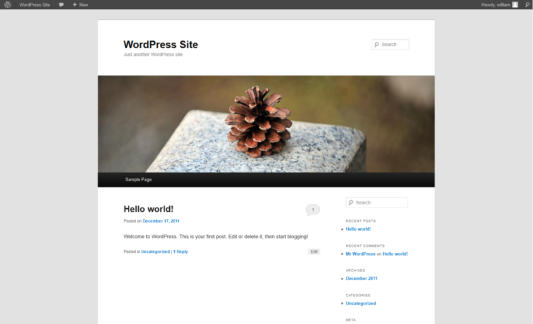 WordPress Site
+ New
Howdy, william
WordPress Site
Just another WordPress site
Search
Sample Page
Hello world!
1
Posted on December 17, 2011
Welcome to WordPress. This is your first post. Edit or delete it, then start blogging!
Posted in Uncategorized | 1 Reply
Edit
Search
RECENT POSTS
Hello world!
RECENT COMMENTS
Mr WordPress on Hello world!
ARCHIVES
December 2011
CATEGORIES
Uncategorized
META